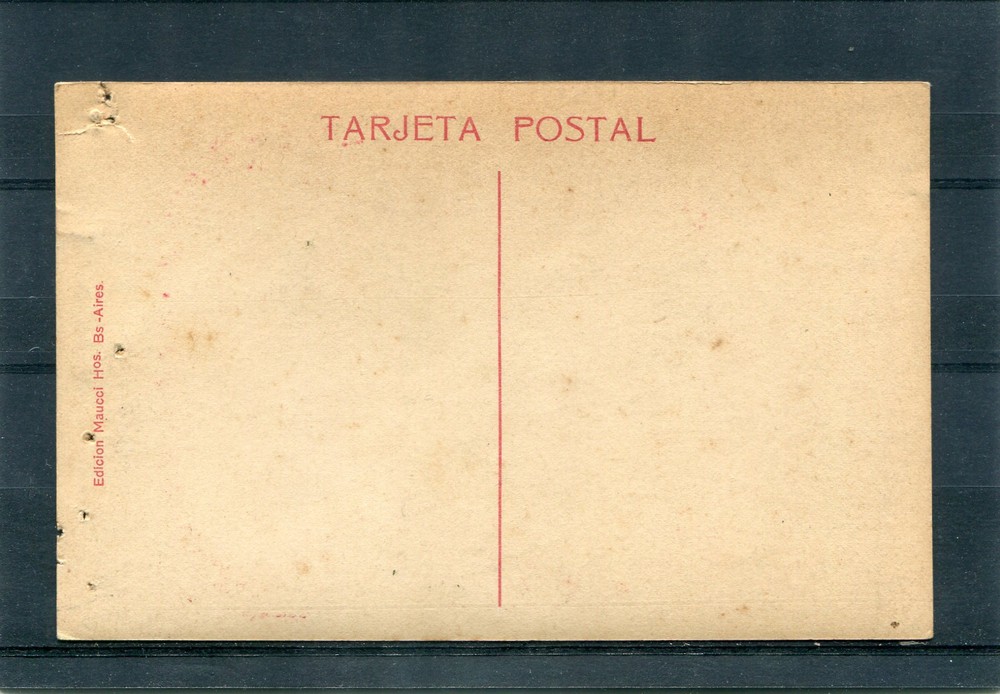 TARJETA POSTAL
Edicion Maucci Hos. Bs-Aires.